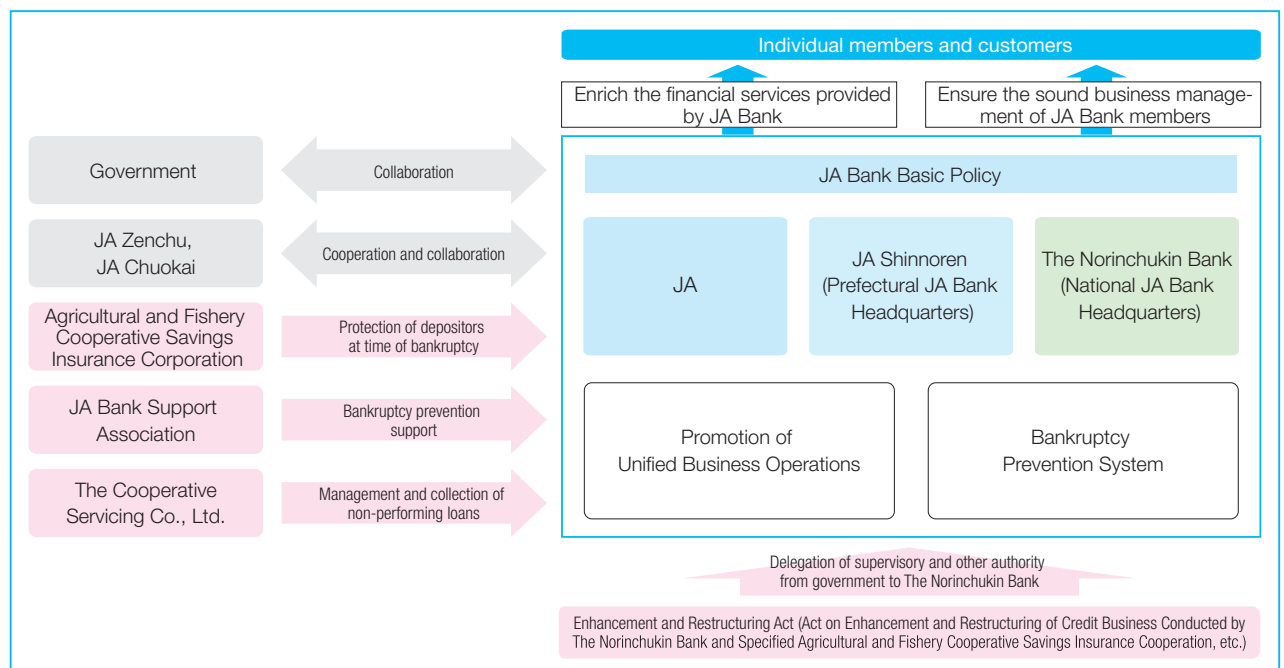 Individual members and customers
Enrich the financial services provided
by JA Bank
Ensure the sound business manage-
ment of JA Bank members
Government
Collaboration
JA Bank Basic Policy
JA Zenchu,
JA Chuokai
Cooperation and collaboration
JA
JA Shinnoren
(Prefectural JA Bank
Headquarters)
The Norinchukin Bank
(National JA Bank
Headquarters)
Agricultural and Fishery
Cooperative Savings
Insurance Corporation
Protection of depositors
at time of bankruptcy
JA Bank Support
Association
Bankruptcy prevention
support
Promotion of
Unified Business Operations
Bankruptcy
Prevention System
The Cooperative
Servicing Co., Ltd.
Management and collection of
non-performing loans
Delegation of supervisory and other authority
from government to The Norinchukin Bank
Enhancement and Restructuring Act (Act on Enhancement and Restructuring of Credit Business Conducted by
The Norinchukin Bank and Specified Agricultural and Fishery Cooperative Savings Insurance Cooperation, etc.)